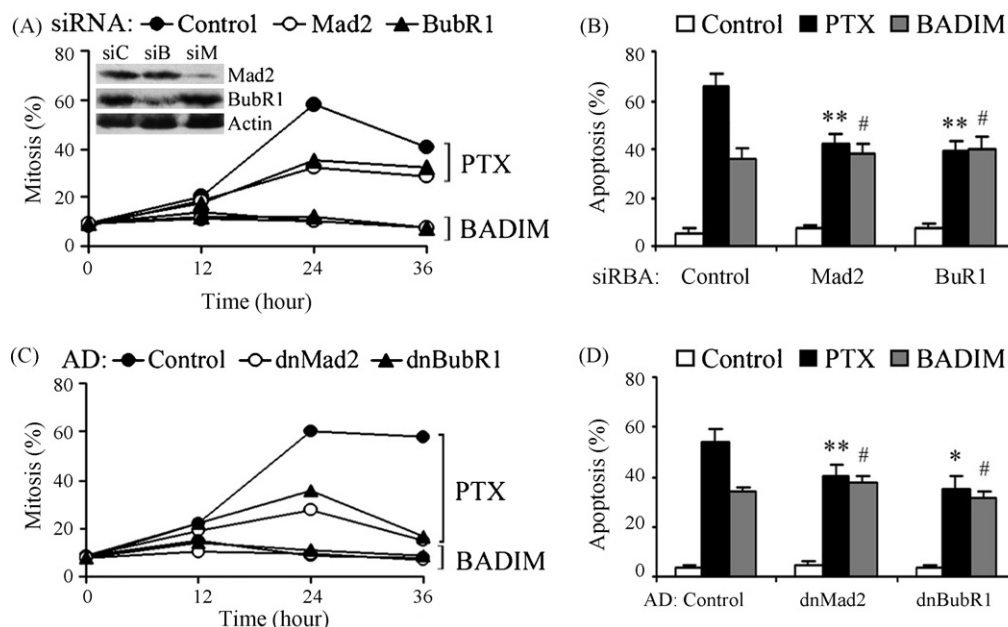 (A) siRNA: Control Mad2 BubR1
siC siB siM
Mad2
BubR1
Actin
Mitosis (%)
80
60
40
20
0
PTX
BADIM
0 12 24 36
Time (hour)
(B) Control PTX BADIM
Apoptosis (%)
80
60
40
20
0
** # ** #
siRBA: Control Mad2 BuR1
(C) AD: Control dnMad2 dnBubR1
Mitosis (%)
80
60
40
20
0
PTX
BADIM
0 12 24 36
Time (hour)
(D) Control PTX BADIM
Apoptosis (%)
80
60
40
20
0
** # * #
AD: Control dnMad2 dnBubR1